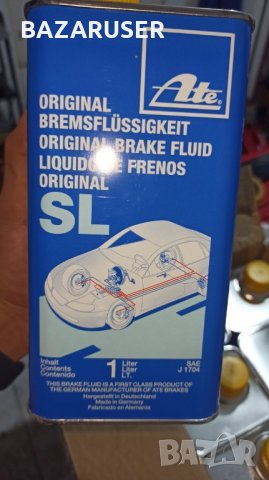 BAZARUSER
Ate
ORIGINAL
BREMSFLÜSSIGKEIT
ORIGINAL BRAKE FLUID
LIQUIDO DE FRENOS
ORIGINAL
SL
Inhalt
Contents
Contenido
1
Liter
Liter
LT.
SAE
J 1704
THIS BRAKE FLUID IS A FIRST CLASS PRODUCT OF
THE GERMAN MANUFACTURER OF ATE BRAKES
Hergestellt in Deutschland
Made in Germany
Fabricado en Alemania
BAZAR